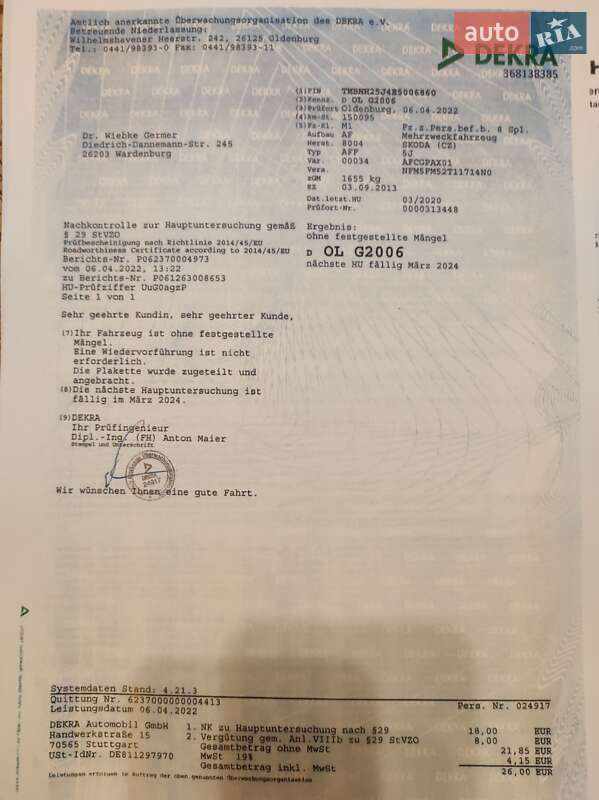 Amtlich anerkannte Überwachungsorganisation des DEKRA e.V.
Betreuende Niederlassung:
Wilhelmshavener Heerstr. 242, 26125 Oldenburg
Tel.: 0441/98393-0 Fax: 0441/98393-11
auto RIA .com
DEKRA
368138385
(1) FIN TMBNH25J4B5006860
(2) Kennz. D OL G2006
(3) Prüfort Oldenburg, 06.04.2022
(4) km-St. 150095
(5) Fz-Kl. M1 Pz.z.Pers.bef.b. 8 Spl.
Aufbau AF Mehrzweckfahrzeug
Herst. 8004 SKODA (CZ)
Typ AFF 5J
Var. 00034 AFCGPAX01
Vers. NFM5FM52T11714N0
zGM 1655 kg
EZ 03.09.2013
Dat.letzt.HU 03/2020
Prüfort-Nr. 0000313448
Dr. Wiebke Germer
Diedrich-Dannemann-Str. 245
26203 Wardenburg
Nachkontrolle zur Hauptuntersuchung gemäß
§ 29 StVZO
Prüfbescheinigung nach Richtlinie 2014/45/EU
Roadworthiness Certificate according to 2014/45/EU
Berichts-Nr. P062370004973
vom 06.04.2022, 13:22
zu Berichts-Nr. P061263008653
HU-Prüfziffer UuG0agzP
Seite 1 von 1
Ergebnis:
ohne festgestellte Mängel
D OL G2006
nächste HU fällig März 2024
Sehr geehrte Kundin, sehr geehrter Kunde,
(7) Ihr Fahrzeug ist ohne festgestellte
Mängel.
Eine Wiedervorführung ist nicht
erforderlich.
Die Plakette wurde zugeteilt und
angebracht.
(8) Die nächste Hauptuntersuchung ist
fällig im März 2024.
(9) DEKRA
Ihr Prüfingenieur
Dipl.-Ing. (FH) Anton Maier
Stempel und Unterschrift
DEKRA
24917
Wir wünschen Ihnen eine gute Fahrt.
Systemdaten Stand: 4.21.3
Quittung Nr. 6237000000004413
Leistungsdatum 06.04.2022
Pers. Nr. 024917
DEKRA Automobil GmbH
Handwerkstraße 15
70565 Stuttgart
USt-IdNr. DE811297970
1. NK zu Hauptuntersuchung nach §29 18,00 EUR
2. Vergütung gem. Anl.VIIIb zu §29 StVZO 8,00 EUR
Gesamtbetrag ohne MwSt 21,85 EUR
MwSt 19% 4,15 EUR
Gesamtbetrag inkl. MwSt 26,00 EUR
Leistungen erfolgen im Auftrag der oben genannten Überwachungsorganisation